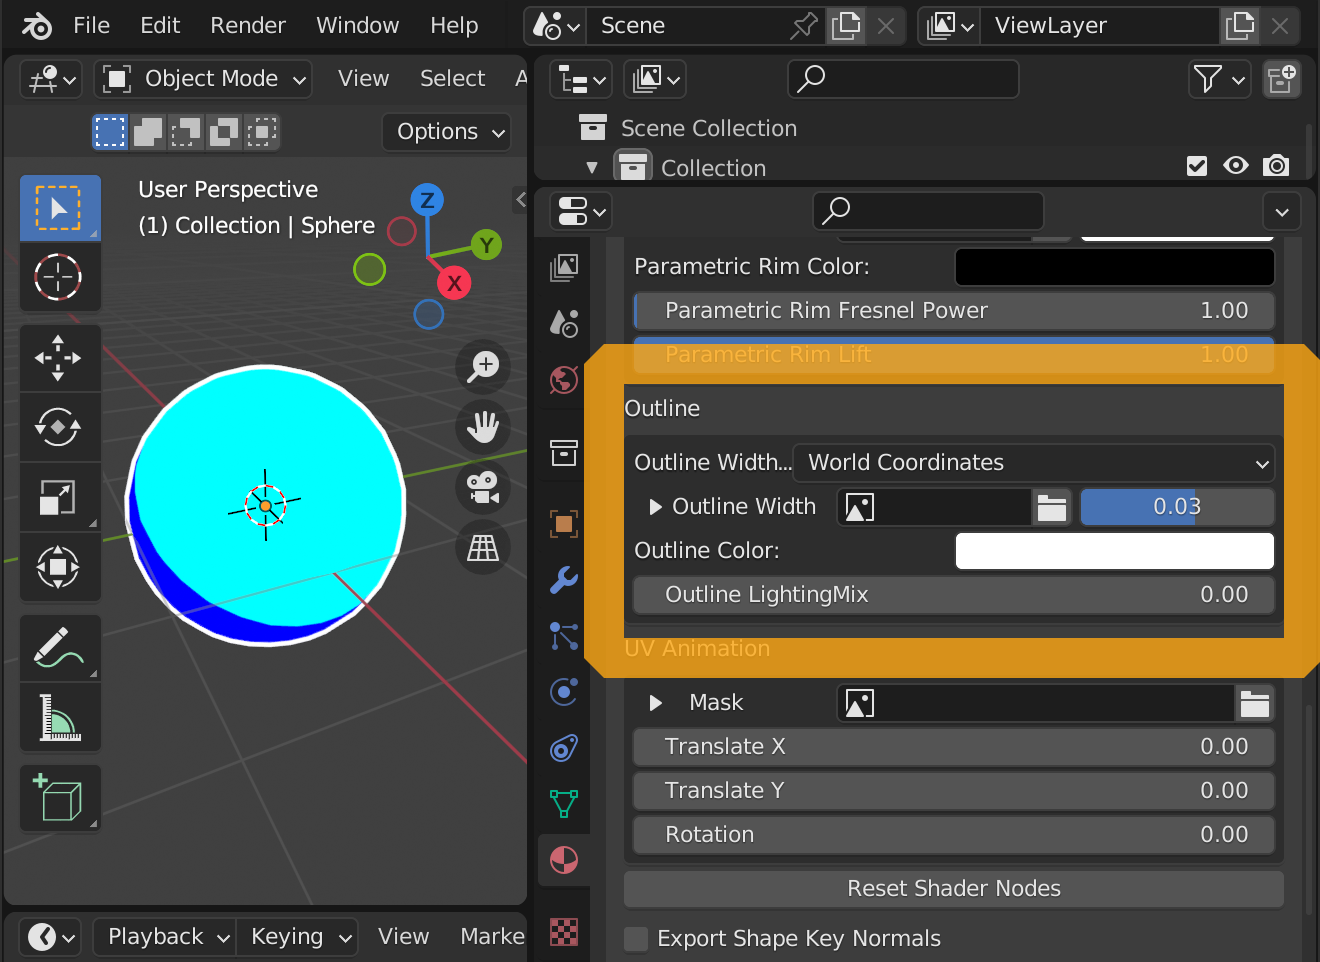 File Edit Render Window Help Scene ViewLayer
Object Mode View Select A
Options
Scene Collection
Collection
User Perspective
(1) Collection | Sphere
Z
Y
X
Parametric Rim Color:
Parametric Rim Fresnel Power 1.00
Parametric Rim Lift 1.00
Outline
Outline Width... World Coordinates
Outline Width 0.03
Outline Color:
Outline LightingMix 0.00
UV Animation
Mask
Translate X 0.00
Translate Y 0.00
Rotation 0.00
Reset Shader Nodes
Playback Keying View Marke
Export Shape Key Normals